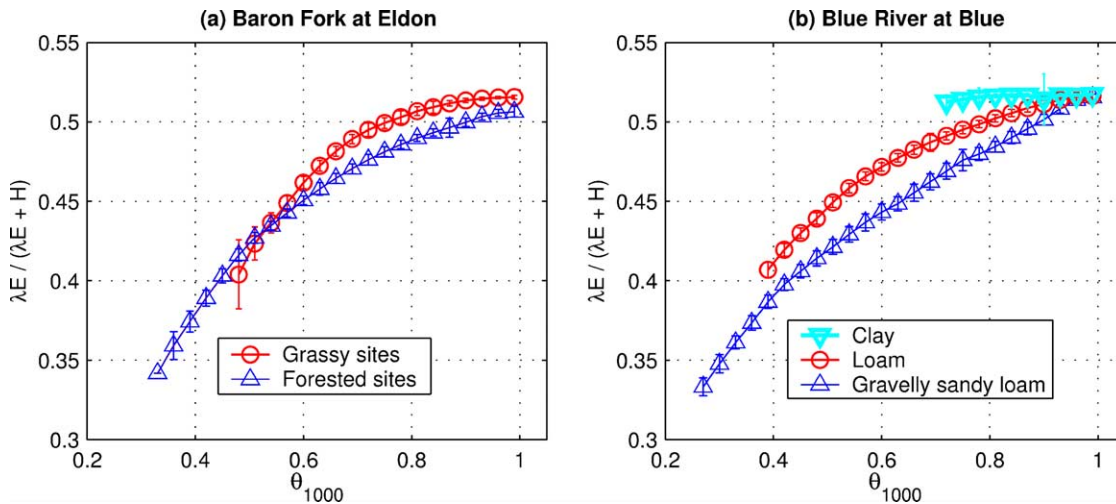 (a) Baron Fork at Eldon
0.55
0.5
0.45
0.4
0.35
0.3
λE / (λE + H)
Grassy sites
Forested sites
0.2 0.4 0.6 0.8 1
θ1000
(b) Blue River at Blue
0.55
0.5
0.45
0.4
0.35
0.3
λE / (λE + H)
Clay
Loam
Gravelly sandy loam
0.2 0.4 0.6 0.8 1
θ1000